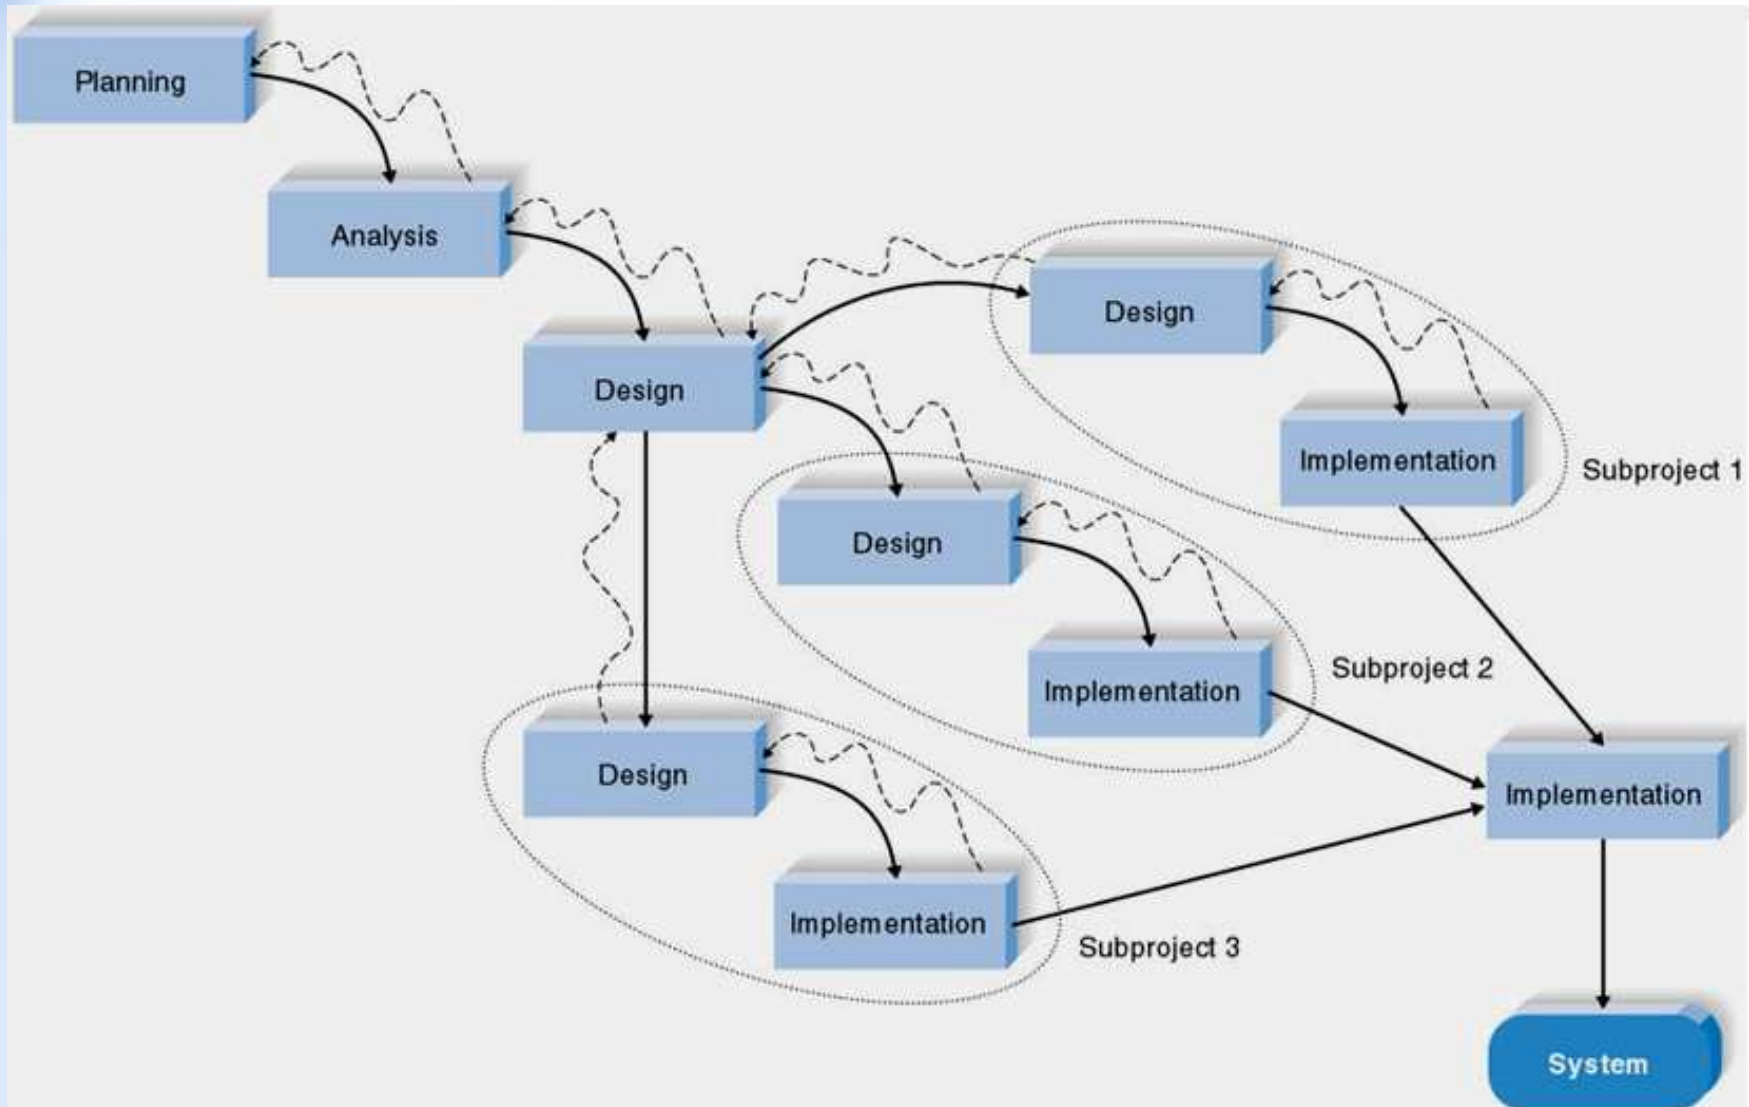 Planning
Analysis
Design
Design
Implementation
Subproject 1
Design
Implementation
Subproject 2
Design
Implementation
Subproject 3
Implementation
System